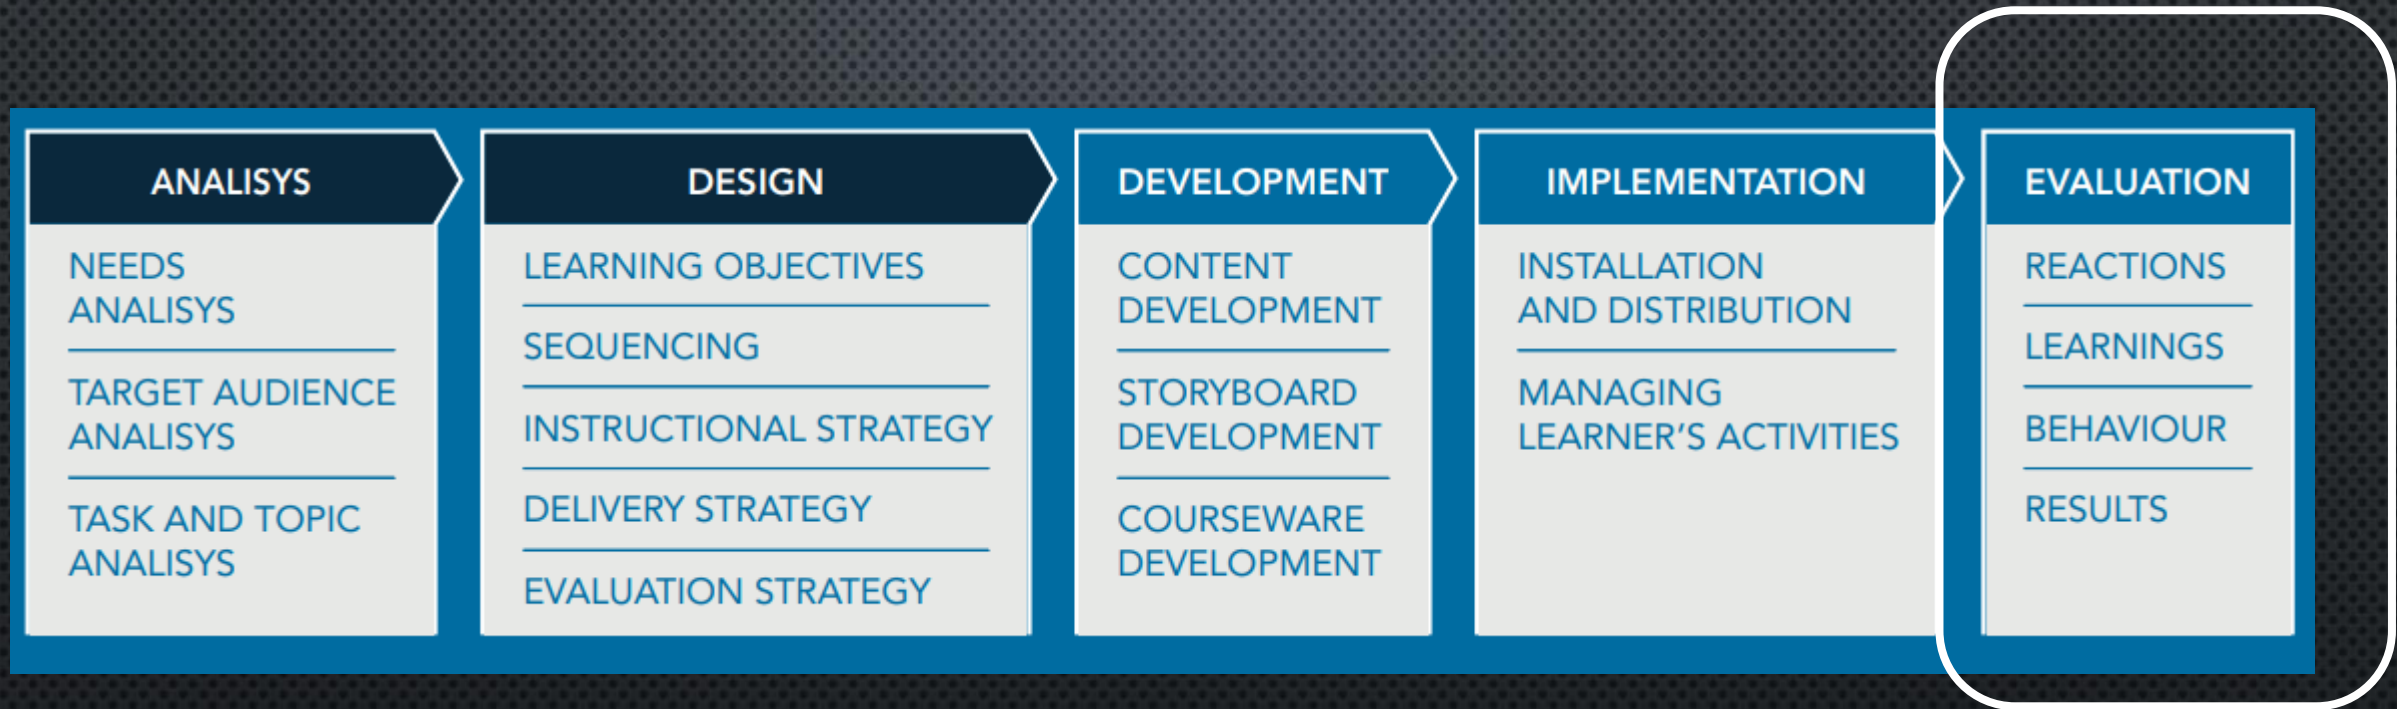 ANALISYS
NEEDS
ANALISYS
TARGET AUDIENCE
ANALISYS
TASK AND TOPIC
ANALISYS
DESIGN
LEARNING OBJECTIVES
SEQUENCING
INSTRUCTIONAL STRATEGY
DELIVERY STRATEGY
EVALUATION STRATEGY
DEVELOPMENT
CONTENT
DEVELOPMENT
STORYBOARD
DEVELOPMENT
COURSEWARE
DEVELOPMENT
IMPLEMENTATION
INSTALLATION
AND DISTRIBUTION
MANAGING
LEARNER'S ACTIVITIES
EVALUATION
REACTIONS
LEARNINGS
BEHAVIOUR
RESULTS